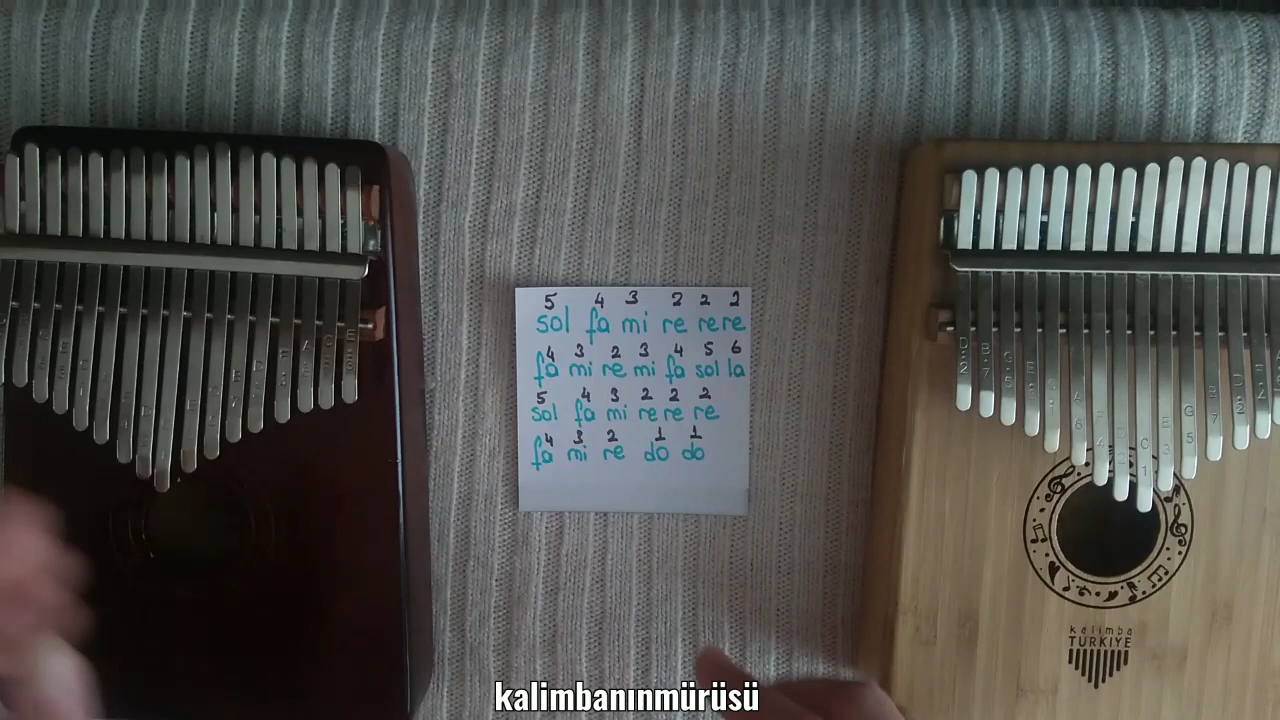 5 4 3 2 2 2
sol fa mi re re re
4 3 2 3 4 5 6
fa mi re mi fa sol la
5 4 3 2 2 2
sol fa mi re re re
4 3 2 1 1
fa mi re do do
kalimba
TURKIYE
kalimbanınmürüsü